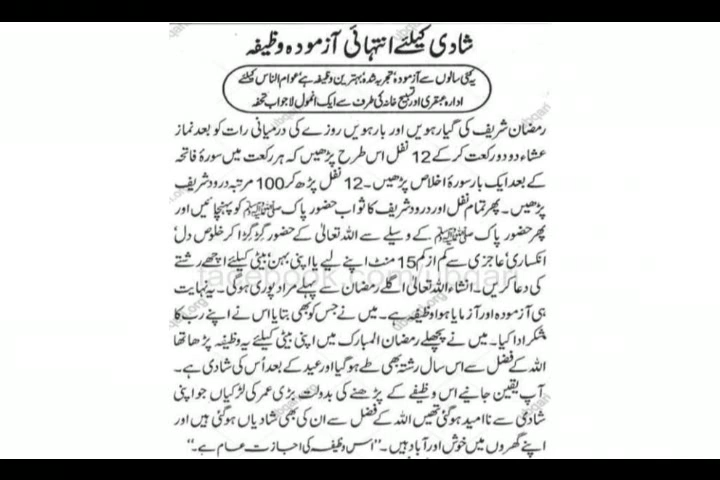 شادی کیلئے انتہائی آزمودہ وظیفہ
یہ کئی سالوں سے آزمودہ تجربہ شدہ بہترین وظیفہ ہے عوام الناس کیلئے
ادارہ عبقری اور تسبیح خانہ کی طرف سے ایک انمول لاجواب تحفہ
رمضان شریف کی گیارہویں اور بارہویں روزے کی درمیانی رات کو بعد نماز
عشاء دو دو رکعت کر کے 12 نفل اس طرح پڑھیں کہ ہر رکعت میں سورۂ فاتحہ
کے بعد ایک بار سورۂ اخلاص پڑھیں۔ 12 نفل پڑھ کر 100 مرتبہ درود شریف
پڑھیں۔ پھر تمام نفل اور درود شریف کا ثواب حضور پاک ﷺ کو پہنچائیں اور
پھر حضور پاک ﷺ کے وسیلے سے اللہ تعالیٰ کے حضور گڑگڑا کر خلوص دل
انکساری عاجزی سے کم از کم 15 منٹ اپنے لیے یا اپنی بہن بیٹی کیلئے اچھے رشتے
facebook.com/ubqari
کی دعا کریں۔ انشاء اللہ تعالیٰ اگلے رمضان سے پہلے مراد پوری ہوگی۔ یہ نہایت
ہی آزمودہ اور آزمایا ہوا وظیفہ ہے۔ میں نے جس کو بھی بتایا اس نے اپنے رب کا
شکر ادا کیا۔ میں نے پچھلے رمضان المبارک میں اپنی بیٹی کیلئے یہ وظیفہ پڑھا تھا
اللہ کے فضل سے اس سال رشتہ بھی طے ہوگیا اور عید کے بعد اُس کی شادی ہے۔
آپ یقین جانیے اس وظیفے کے پڑھنے کی بدولت بڑی عمر کی لڑکیاں جو اپنی
شادی سے ناامید ہوگئی تھیں اللہ کے فضل سے ان کی بھی شادیاں ہوگئی ہیں اور
اپنے گھروں میں خوش اور آباد ہیں۔ "اس وظیفہ کی اجازت عام ہے۔"